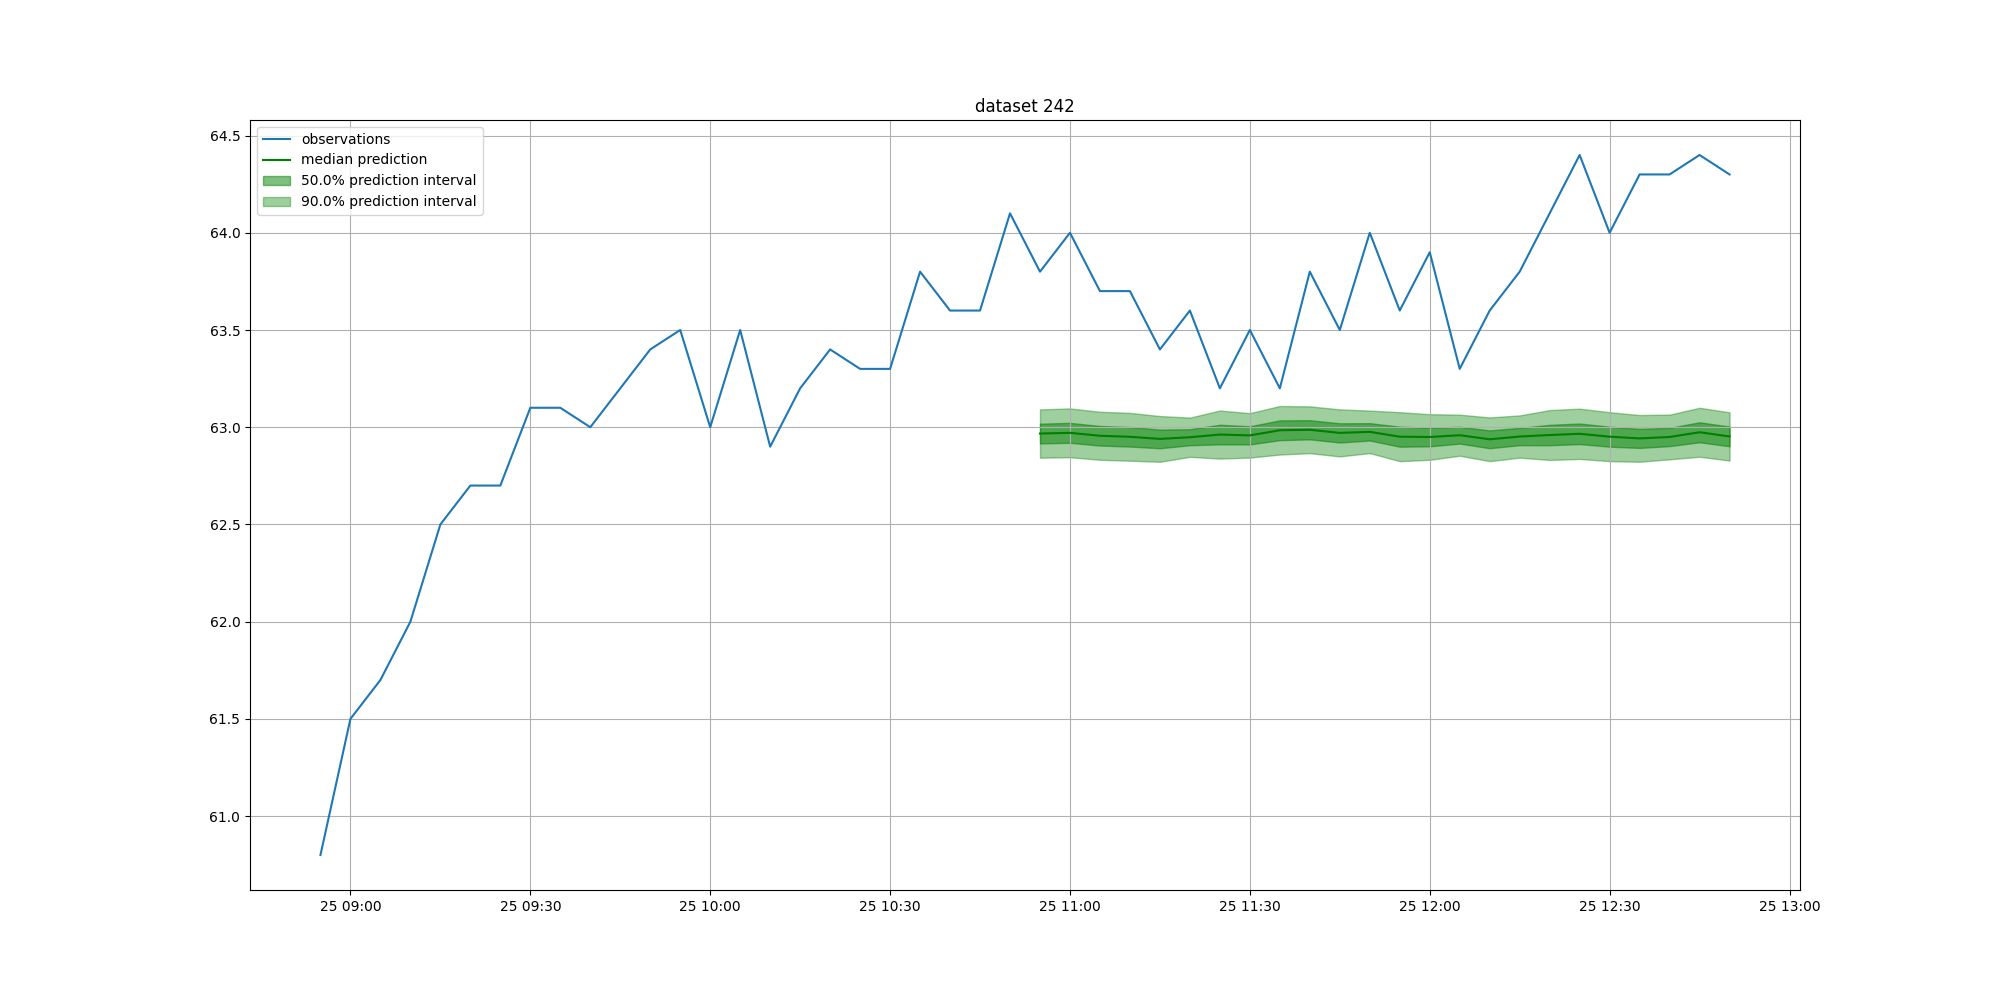 dataset 242
observations
median prediction
50.0% prediction interval
90.0% prediction interval
64.5
64.0
63.5
63.0
62.5
62.0
61.5
61.0
25 09:00 25 09:30 25 10:00 25 10:30 25 11:00 25 11:30 25 12:00 25 12:30 25 13:00